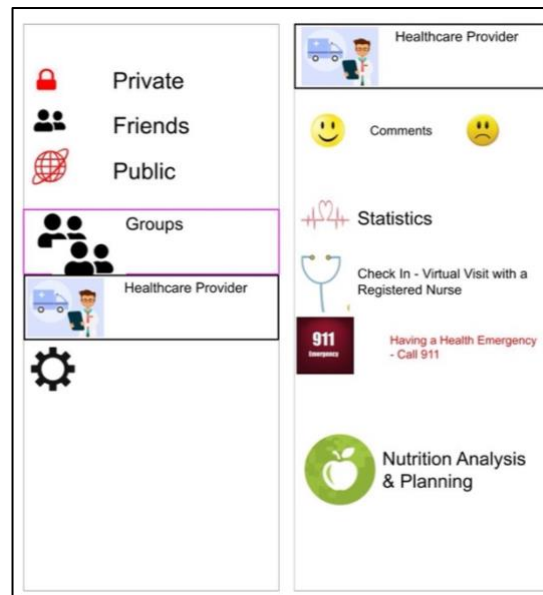 Private
Friends
Public
Groups
Healthcare Provider
Healthcare Provider
Comments
Statistics
Check In - Virtual Visit with a
Registered Nurse
911
Emergency
Having a Health Emergency
- Call 911
Nutrition Analysis
& Planning